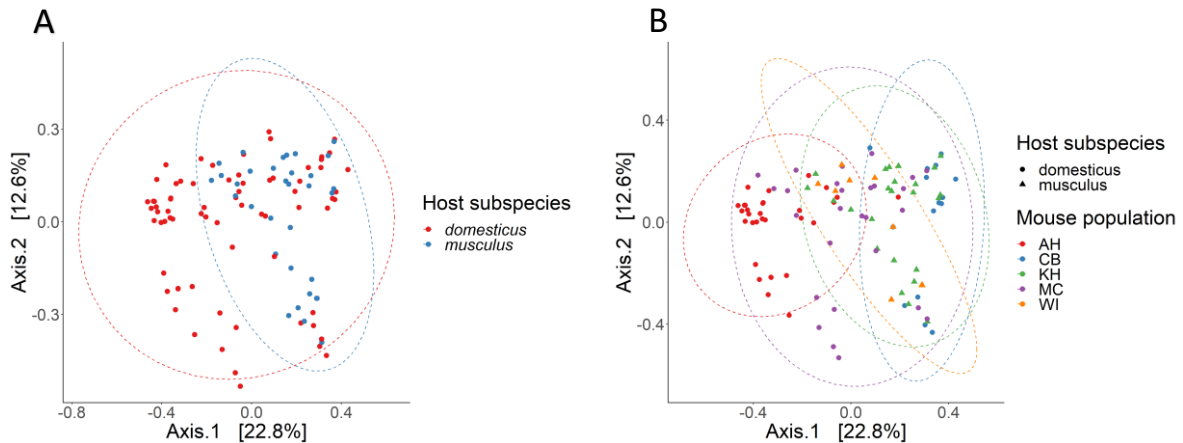 A
0.3
0.0
-0.3
Axis.2 [12.6%]
-0.8
-0.4
0.0
0.4
Axis.1 [22.8%]
Host subspecies
domesticus
musculus
B
0.4
0.0
-0.4
Axis.2 [12.6%]
-0.4
0.0
0.4
Axis.1 [22.8%]
Host subspecies
domesticus
musculus
Mouse population
AH
CB
KH
MC
WI